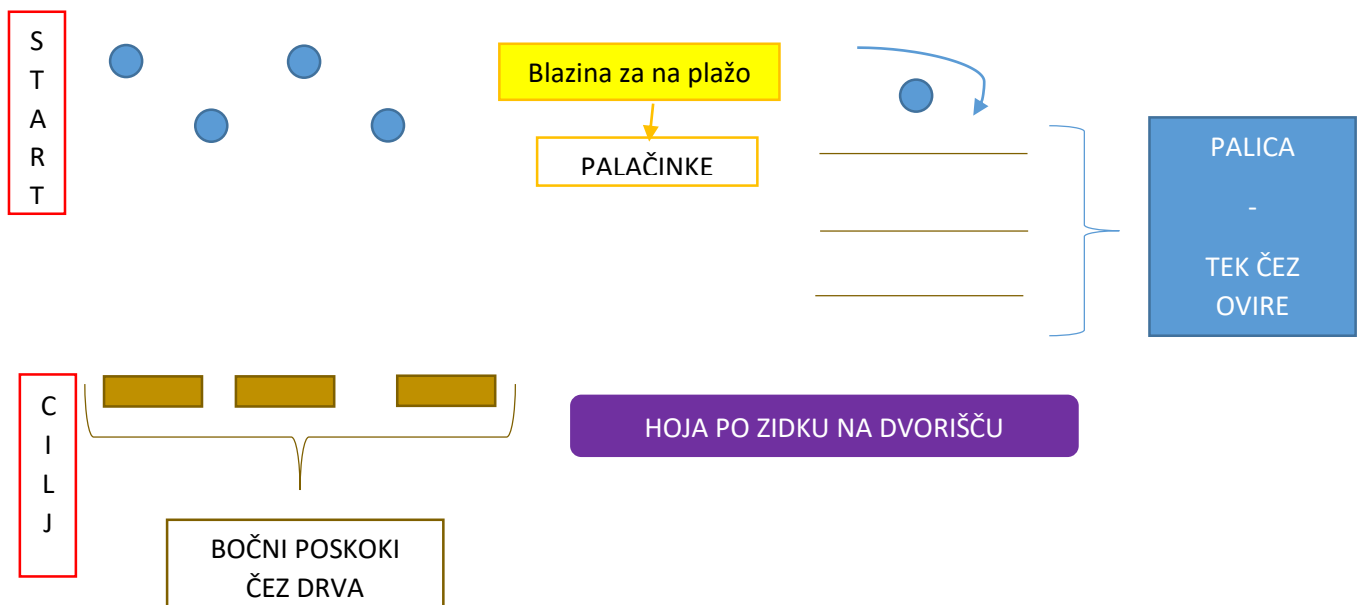 S
T
A
R
T
Blazina za na plažo
PALAČINKE
PALICA
-
TEK ČEZ
OVIRE
C
I
L
J
HOJA PO ZIDKU NA DVORIŠČU
BOČNI POSKOKI
ČEZ DRVA